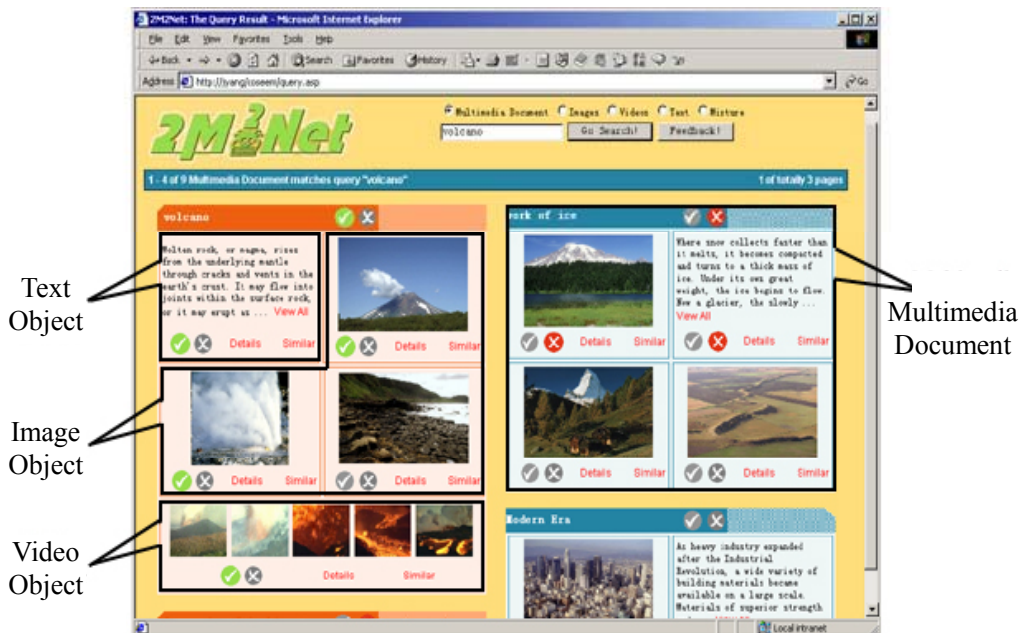 2M2Net: The Query Result - Microsoft Internet Explorer
File Edit View Favorites Tools Help
Back Search Favorites History
Address http://jyang/coseem/query.asp Go
2M2Net
Multimedia Document Images Videos Text Mixture
volcano Go Search! Feedback!
1 - 4 of 9 Multimedia Document matches query "volcano" 1 of totally 3 pages
volcano
Molten rock, or magma, rises
from the underlying mantle
through cracks and vents in the
earth's crust. It may flow into
joints within the surface rock,
or it may erupt as ... View All
Details Similar
Details Similar
Details Similar
Details Similar
Details Similar
work of ice
Where snow collects faster than
it melts, it becomes compacted
and turns to a thick mass of
ice. Under its own great
weight, the ice begins to flow.
Now a glacier, the slowly ...
View All
Details Similar
Details Similar
Details Similar
Details Similar
Modern Era
As heavy industry expanded
after the Industrial
Revolution, a wide variety of
building materials became
available on a large scale.
Materials of superior strength
Local intranet
Text
Object
Image
Object
Video
Object
Multimedia
Document